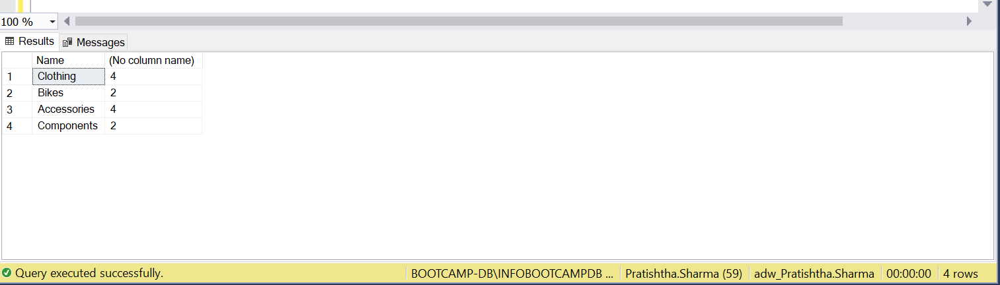 100 %
Results Messages
Name (No column name)
1 Clothing 4
2 Bikes 2
3 Accessories 4
4 Components 2
Query executed successfully. BOOTCAMP-DB\INFOBOOTCAMPDB ... Pratishtha.Sharma (59) adw_Pratishtha.Sharma 00:00:00 4 rows